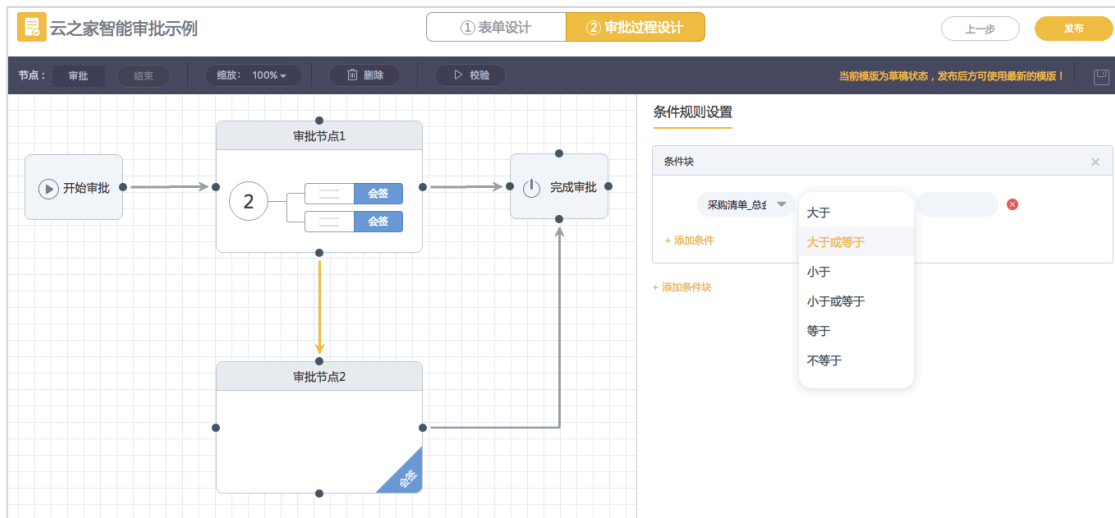 云之家智能审批示例
① 表单设计
② 审批过程设计
上一步
发布
节点：
审批
结束
缩放： 100%
删除
校验
当前模版为草稿状态，发布后方可使用最新的模版！
审批节点1
开始审批
2
会签
会签
完成审批
审批节点2
会签
条件规则设置
条件块
采购清单_总
大于
大于或等于
小于
小于或等于
等于
不等于
+ 添加条件
+ 添加条件块